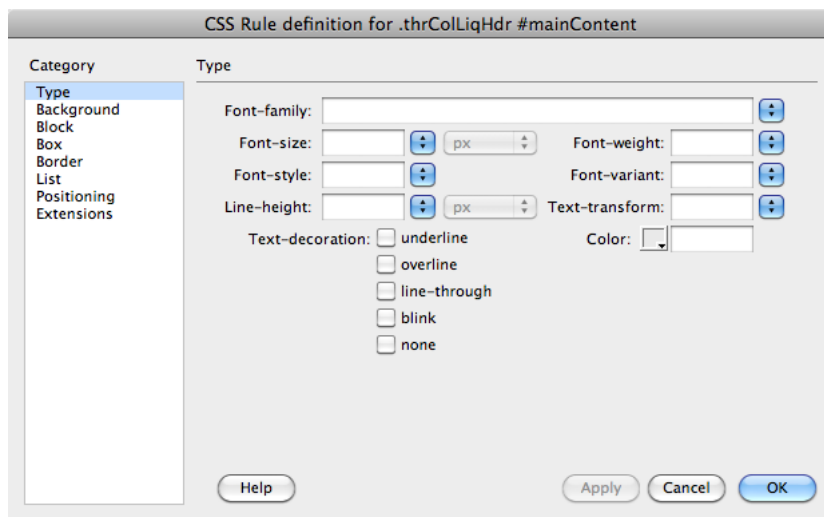 CSS Rule definition for .thrColLiqHdr #mainContent
Category
Type
Background
Block
Box
Border
List
Positioning
Extensions
Type
Font-family:
Font-size: px Font-weight:
Font-style: Font-variant:
Line-height: px Text-transform:
Text-decoration: underline Color:
overline
line-through
blink
none
Help Apply Cancel OK